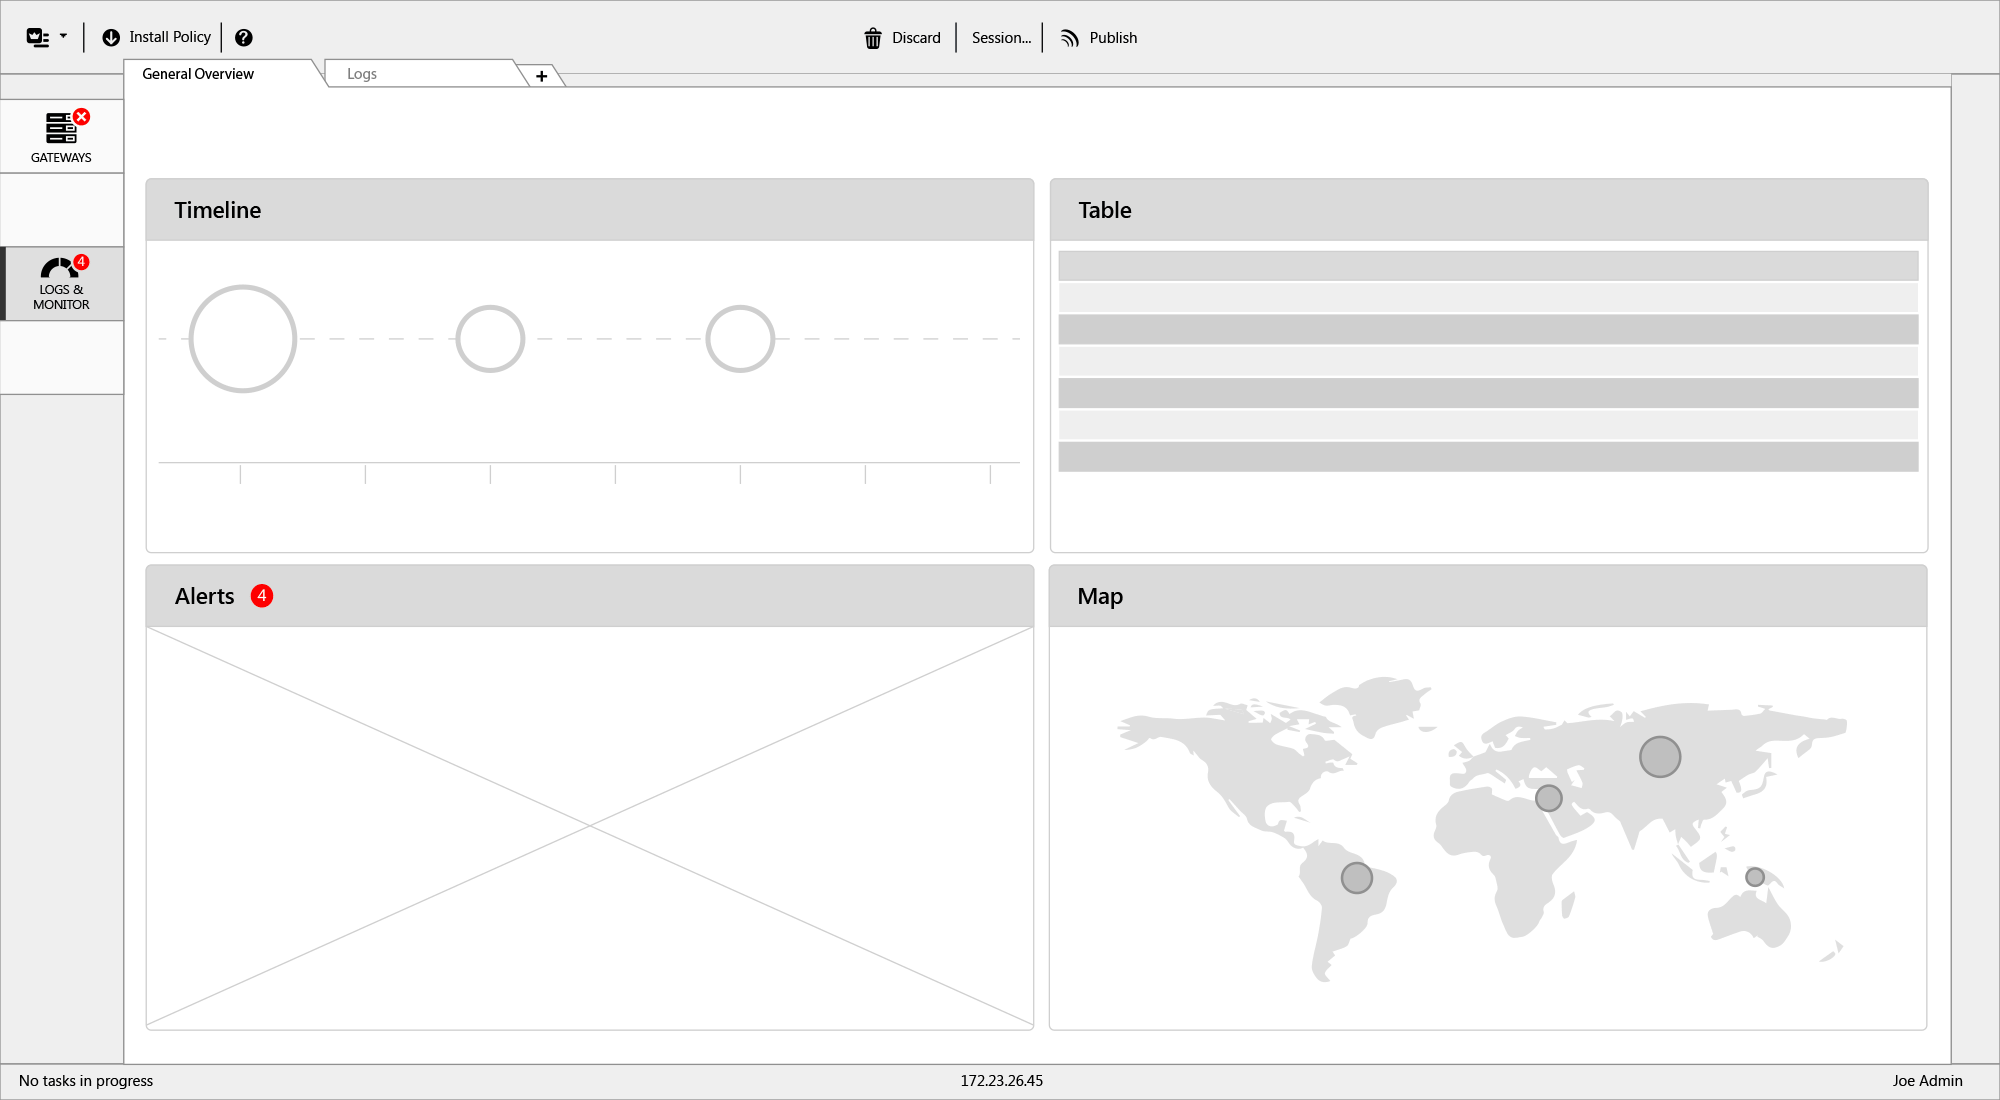 Install Policy
?
Discard
Session...
Publish
General Overview
Logs
+
GATEWAYS
4
LOGS &
MONITOR
Timeline
Table
Alerts 4
Map
No tasks in progress
172.23.26.45
Joe Admin